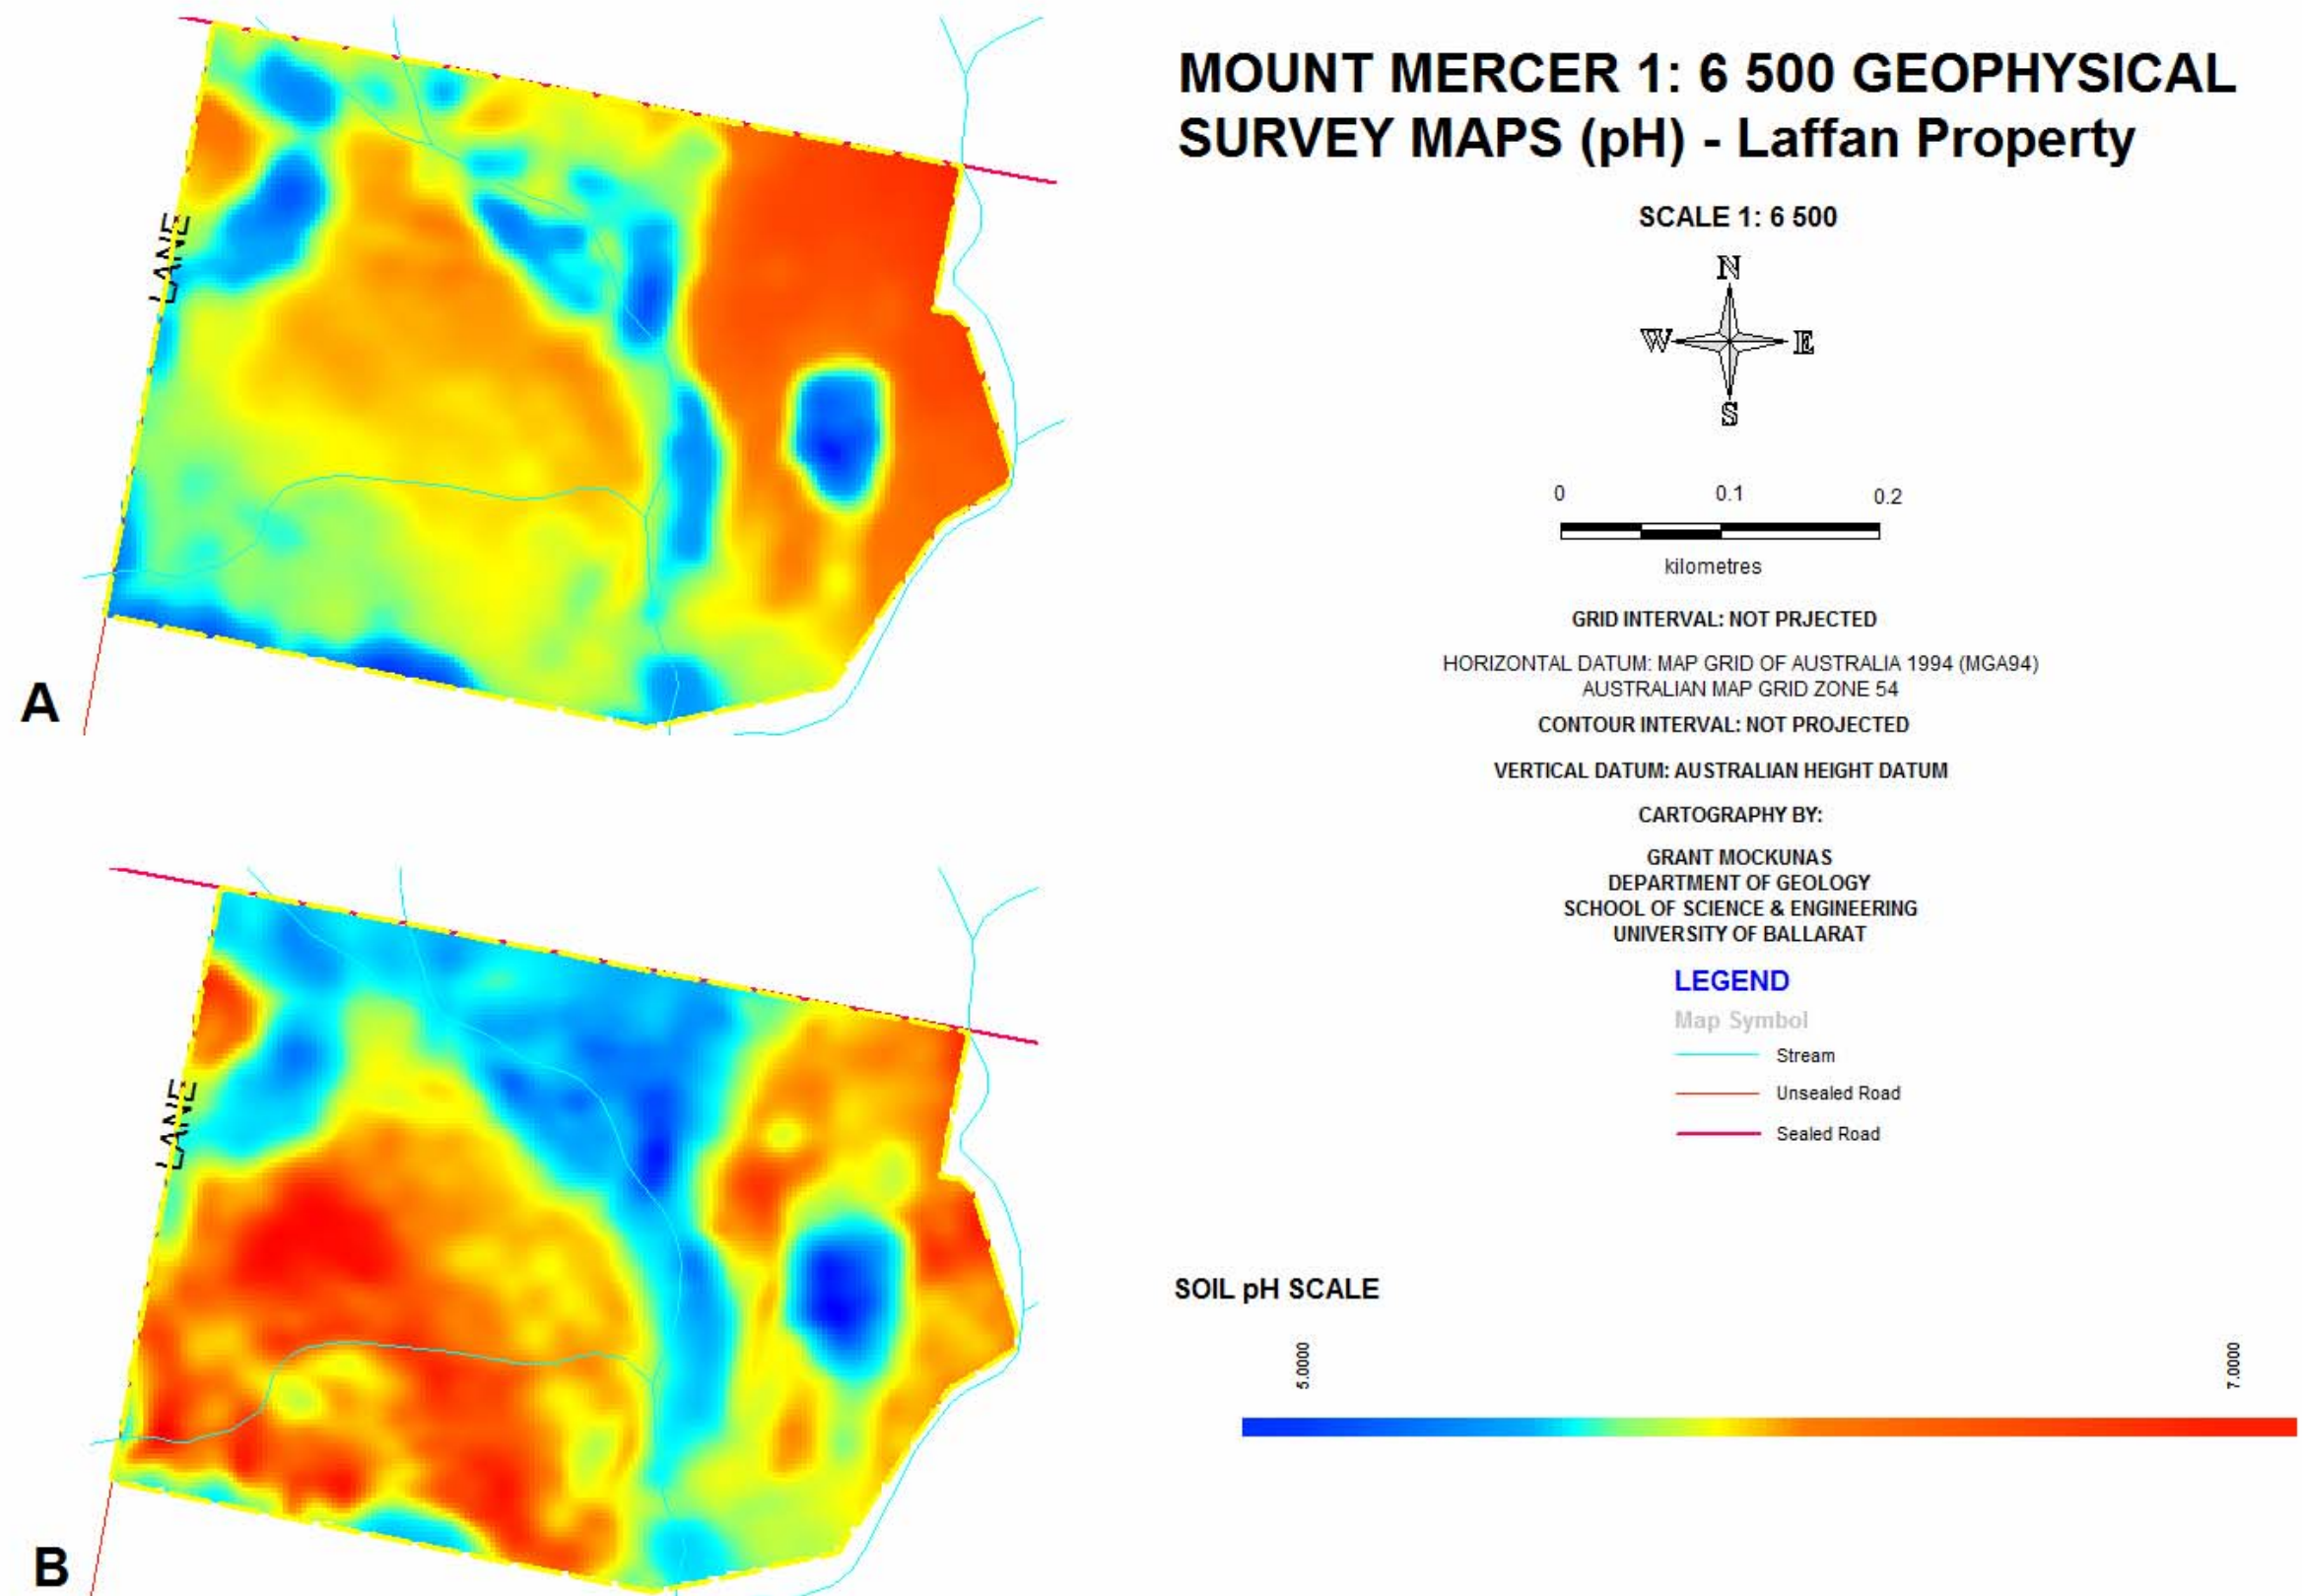 MOUNT MERCER 1: 6 500 GEOPHYSICAL
SURVEY MAPS (pH) - Laffan Property
SCALE 1: 6 500
N
W
E
S
0
0.1
0.2
kilometres
GRID INTERVAL: NOT PRJECTED
HORIZONTAL DATUM: MAP GRID OF AUSTRALIA 1994 (MGA94)
AUSTRALIAN MAP GRID ZONE 54
CONTOUR INTERVAL: NOT PROJECTED
VERTICAL DATUM: AUSTRALIAN HEIGHT DATUM
CARTOGRAPHY BY:
GRANT MOCKUNAS
DEPARTMENT OF GEOLOGY
SCHOOL OF SCIENCE & ENGINEERING
UNIVERSITY OF BALLARAT
LEGEND
Map Symbol
Stream
Unsealed Road
Sealed Road
SOIL pH SCALE
5.0000
7.0000
LANE
A
LANE
B